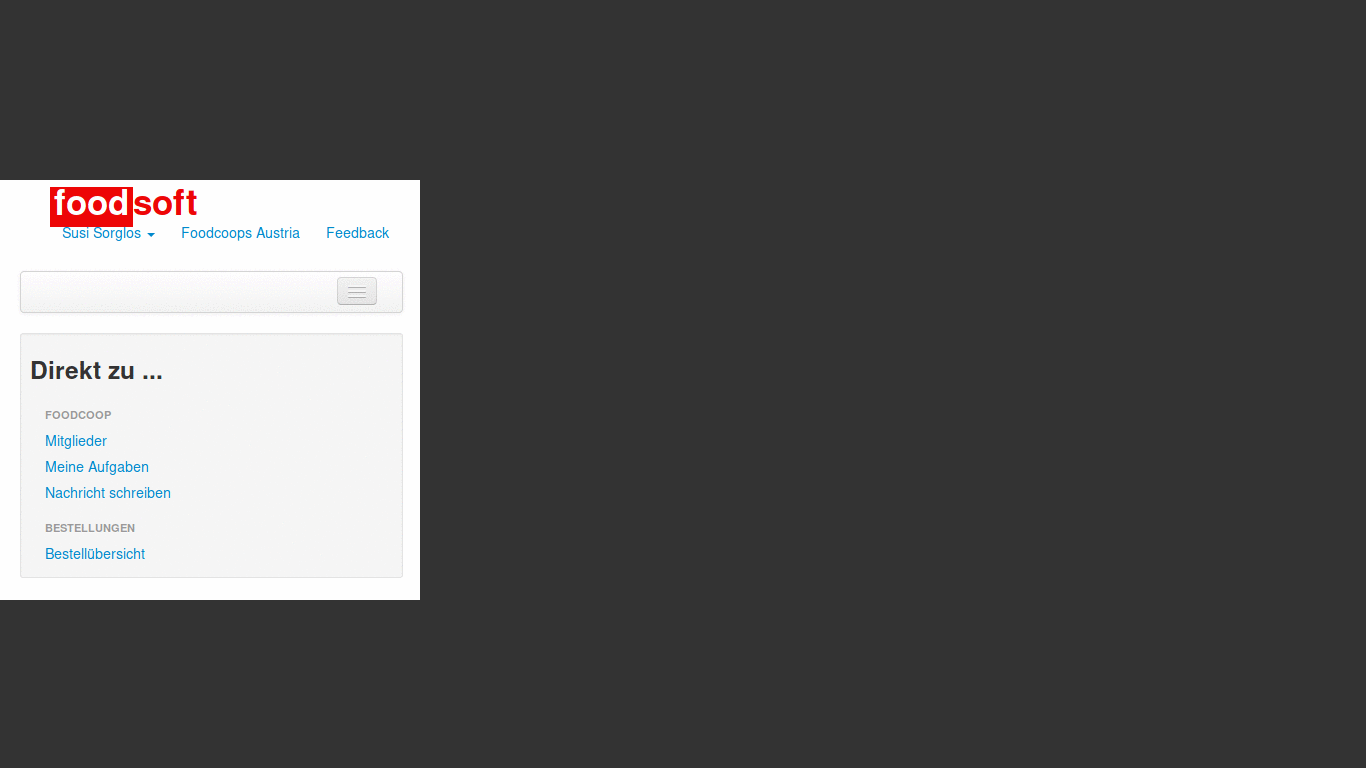 foodsoft
Susi Sorglos Foodcoops Austria Feedback
Direkt zu ...
FOODCOOP
Mitglieder
Meine Aufgaben
Nachricht schreiben
BESTELLUNGEN
Bestellübersicht